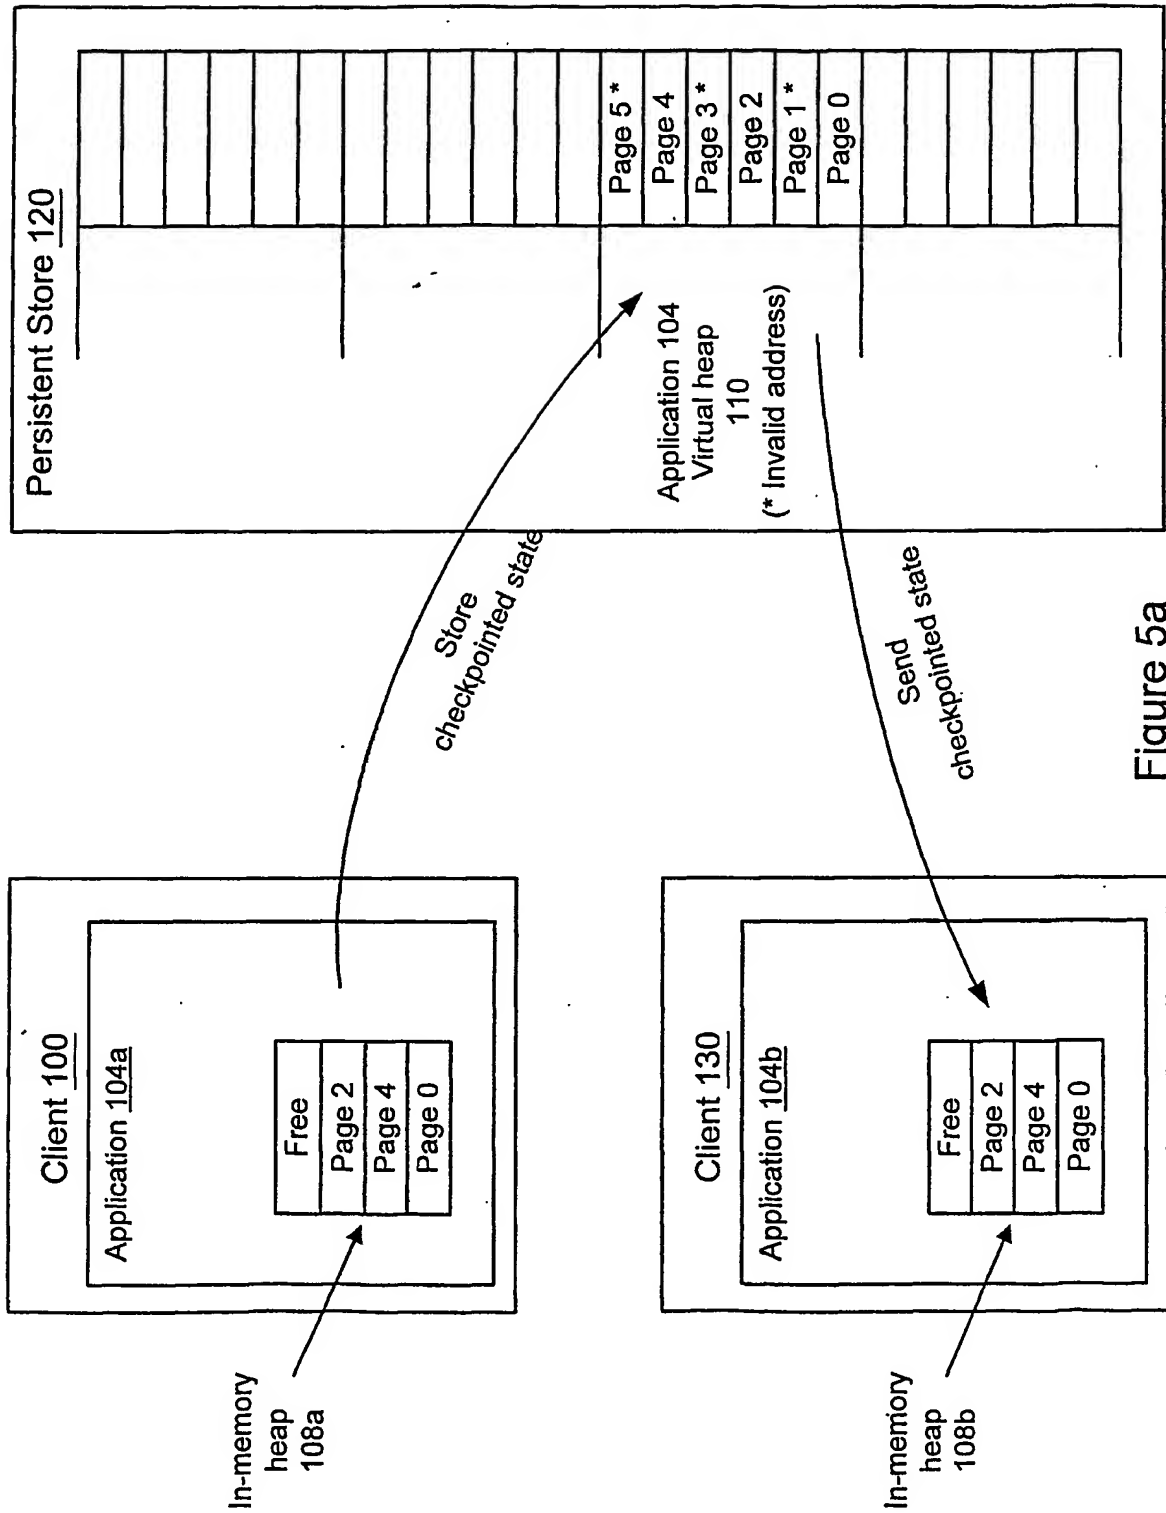 Client 100
Application 104a
Free
Page 2
Page 4
Page 0
In-memory
heap
108a
Store
checkpointed state
Persistent Store 120
Page 5 *
Page 4
Page 3 *
Page 2
Page 1 *
Page 0
Application 104
Virtual heap
110
(* Invalid address)
Send
checkpointed state
Client 130
Application 104b
Free
Page 2
Page 4
Page 0
In-memory
heap
108b
Figure 5a